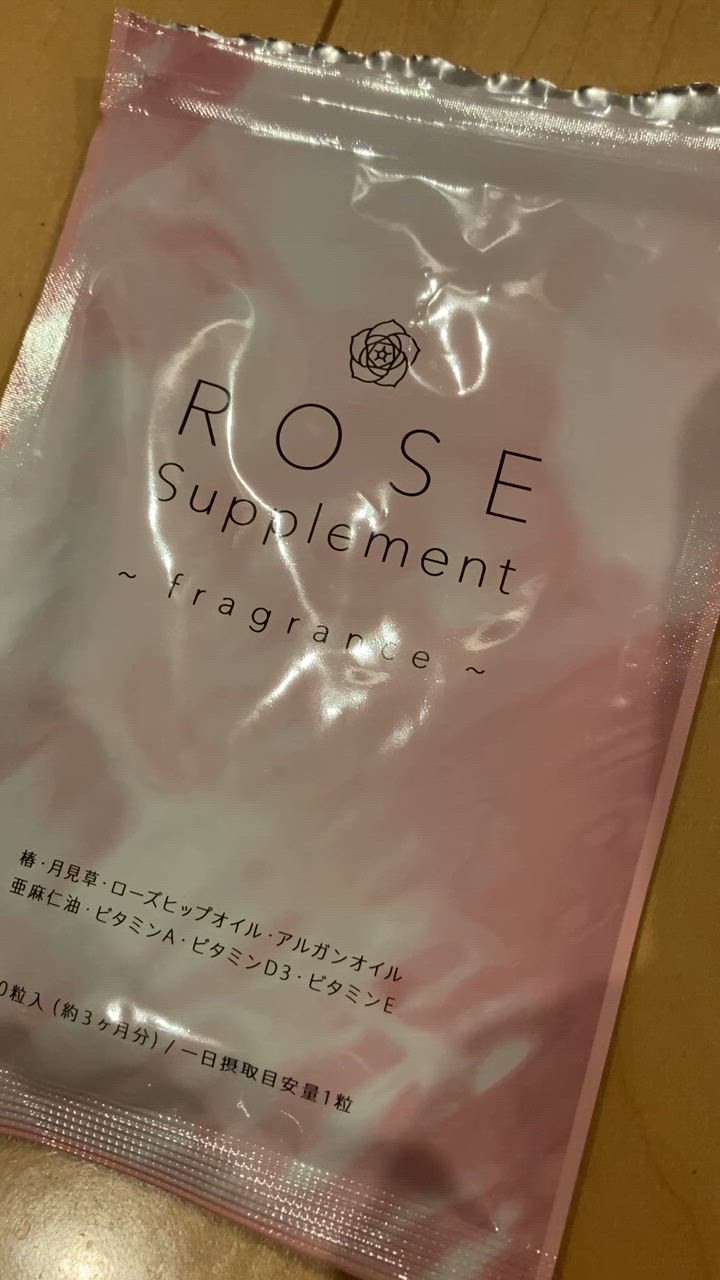 ROSE
Supplement
~ fragrance ~
椿・月見草・ローズヒップオイル・アルガンオイル
亜麻仁油・ビタミンA・ビタミンD3・ビタミンE
0粒入 (約3ヶ月分) / 一日摂取目安量1粒